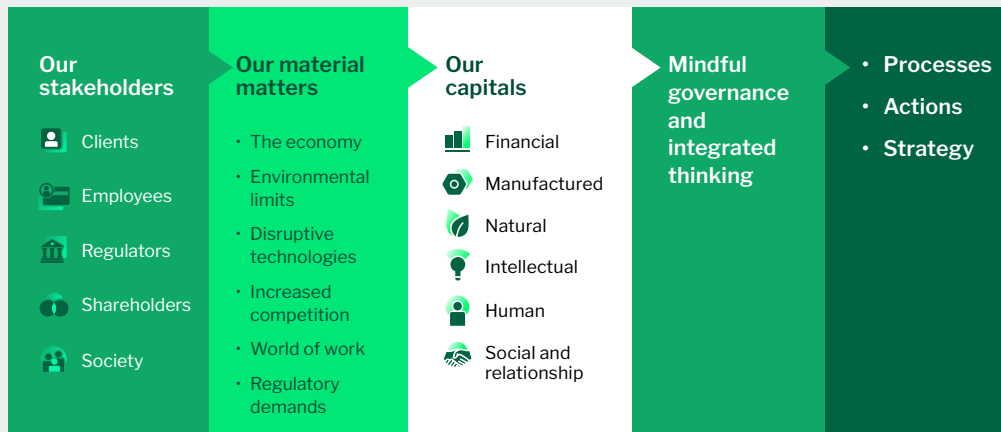 Our
stakeholders
Clients
Employees
Regulators
Shareholders
Society
Our material
matters
• The economy
• Environmental
limits
• Disruptive
technologies
• Increased
competition
• World of work
• Regulatory
demands
Our
capitals
Financial
Manufactured
Natural
Intellectual
Human
Social and
relationship
Mindful
governance
and
integrated
thinking
• Processes
• Actions
• Strategy